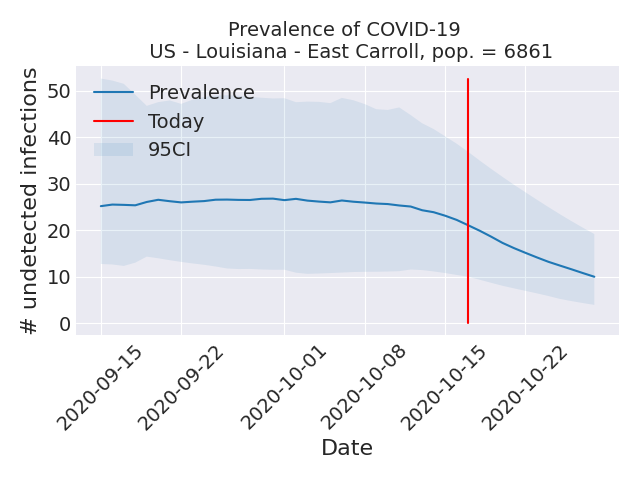 Prevalence of COVID-19
US - Louisiana - East Carroll, pop. = 6861
# undetected infections
50
40
30
20
10
0
Prevalence
Today
95CI
2020-09-15
2020-09-22
2020-10-01
2020-10-08
2020-10-15
2020-10-22
Date